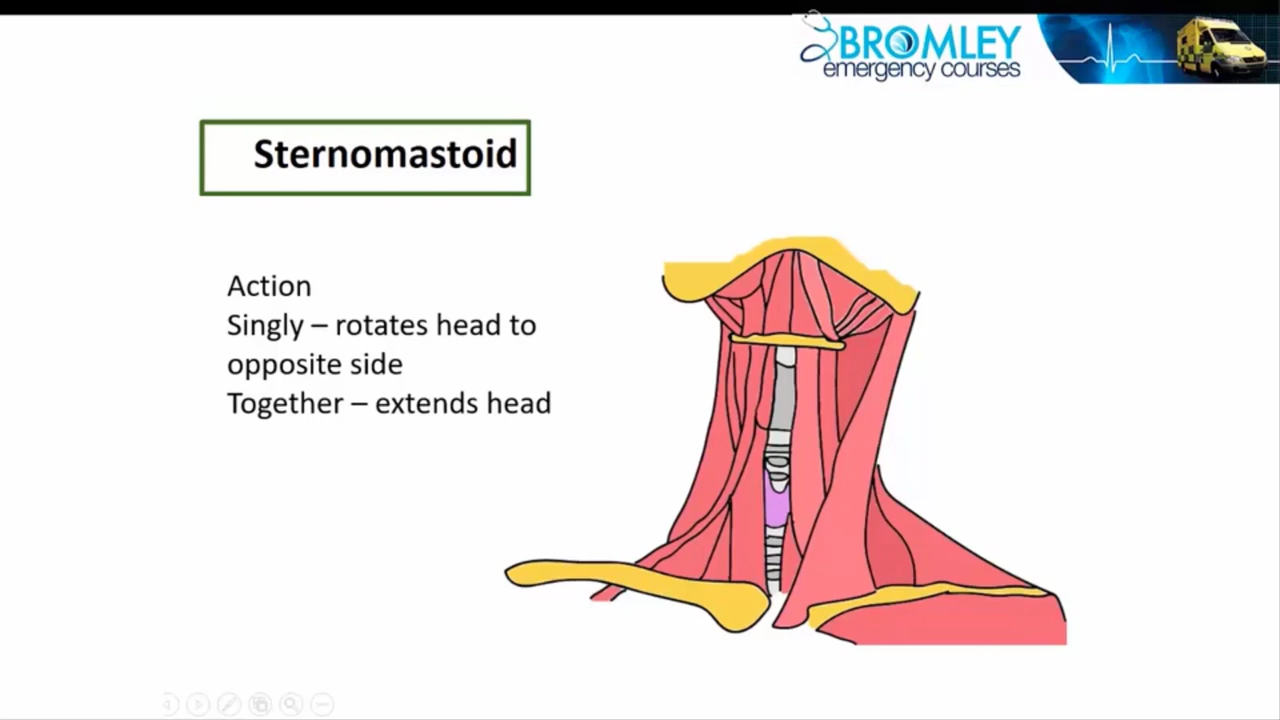 BROMLEY
emergency courses
Sternomastoid
Action
Singly – rotates head to
opposite side
Together – extends head